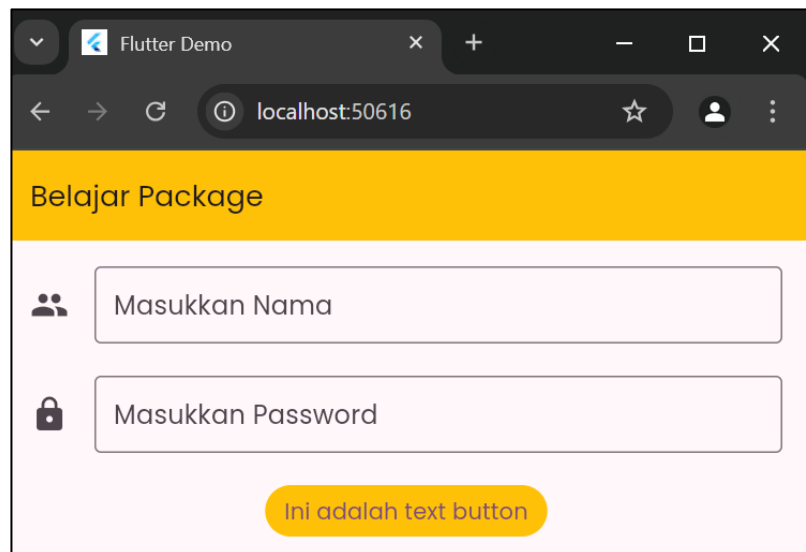 Flutter Demo
localhost:50616
Belajar Package
Masukkan Nama
Masukkan Password
Ini adalah text button